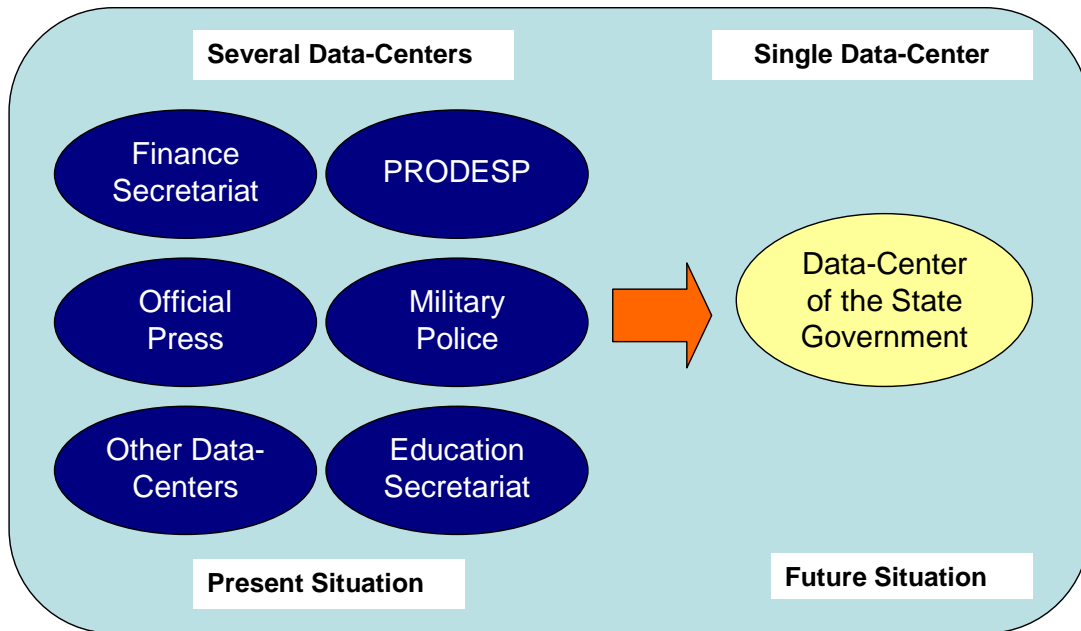 Several Data-Centers
Single Data-Center
Finance
Secretariat
PRODESP
Official
Press
Military
Police
Data-Center
of the State
Government
Other Data-
Centers
Education
Secretariat
Present Situation
Future Situation